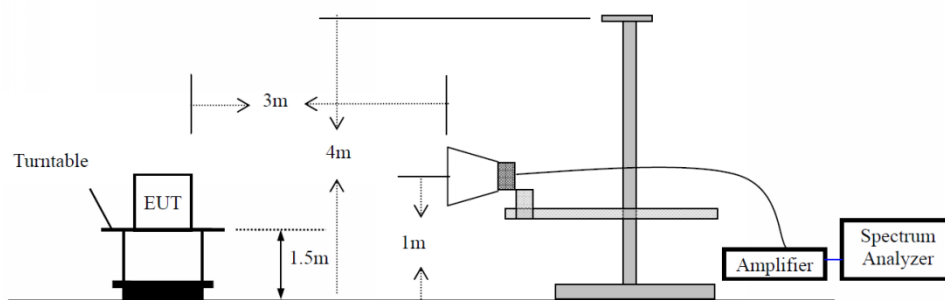 3m
4m
Turntable
EUT
1.5m
1m
Amplifier
Spectrum
Analyzer